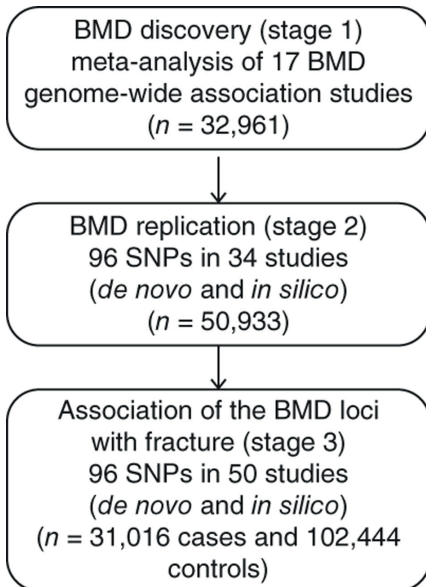 BMD discovery (stage 1)
meta-analysis of 17 BMD
genome-wide association studies
(n = 32,961)
BMD replication (stage 2)
96 SNPs in 34 studies
(de novo and in silico)
(n = 50,933)
Association of the BMD loci
with fracture (stage 3)
96 SNPs in 50 studies
(de novo and in silico)
(n = 31,016 cases and 102,444
controls)